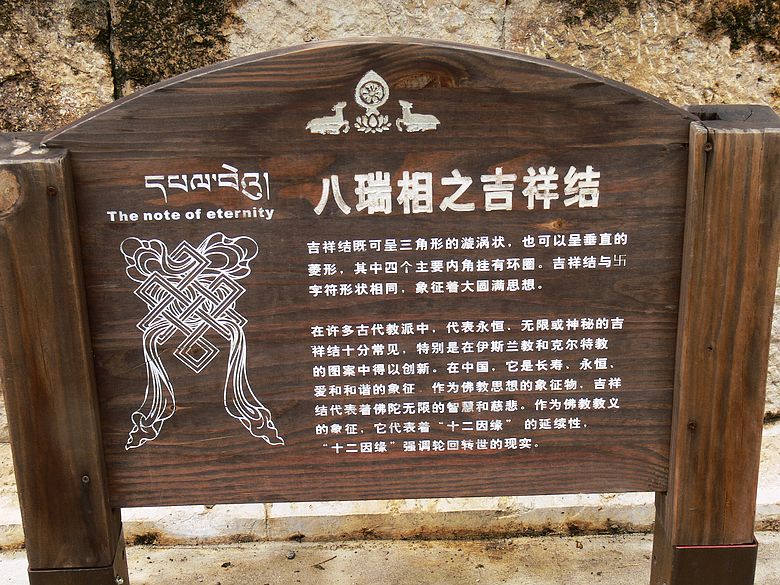 དཔལ་བེའུ།
The note of eternity
八瑞相之吉祥结
吉祥结既可呈三角形的漩涡状，也可以呈垂直的
菱形，其中四个主要内角挂有环圈。吉祥结与卐
字符形状相同，象征着大圆满思想。
在许多古代教派中，代表永恒、无限或神秘的吉
祥结十分常见，特别是在伊斯兰教和克尔特教
的图案中得以创新。在中国，它是长寿、永恒、
爱和和谐的象征，作为佛教思想的象征物，吉祥
结代表着佛陀无限的智慧和慈悲。作为佛教教义
的象征，它代表着“十二因缘”的延续性，
“十二因缘”强调轮回转世的现实。